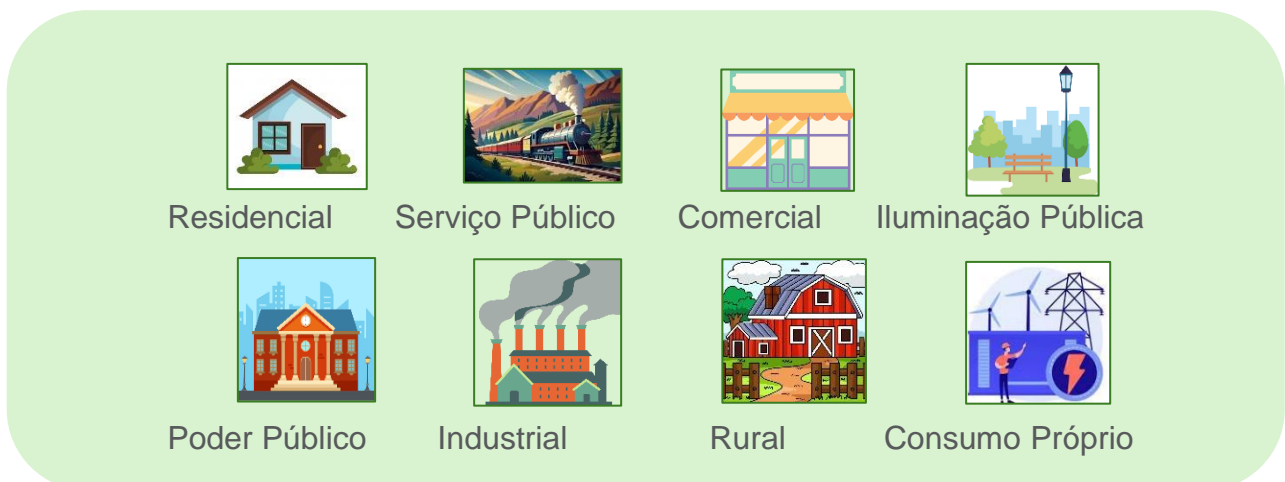 Residencial Serviço Público Comercial Iluminação Pública
Poder Público Industrial Rural Consumo Próprio